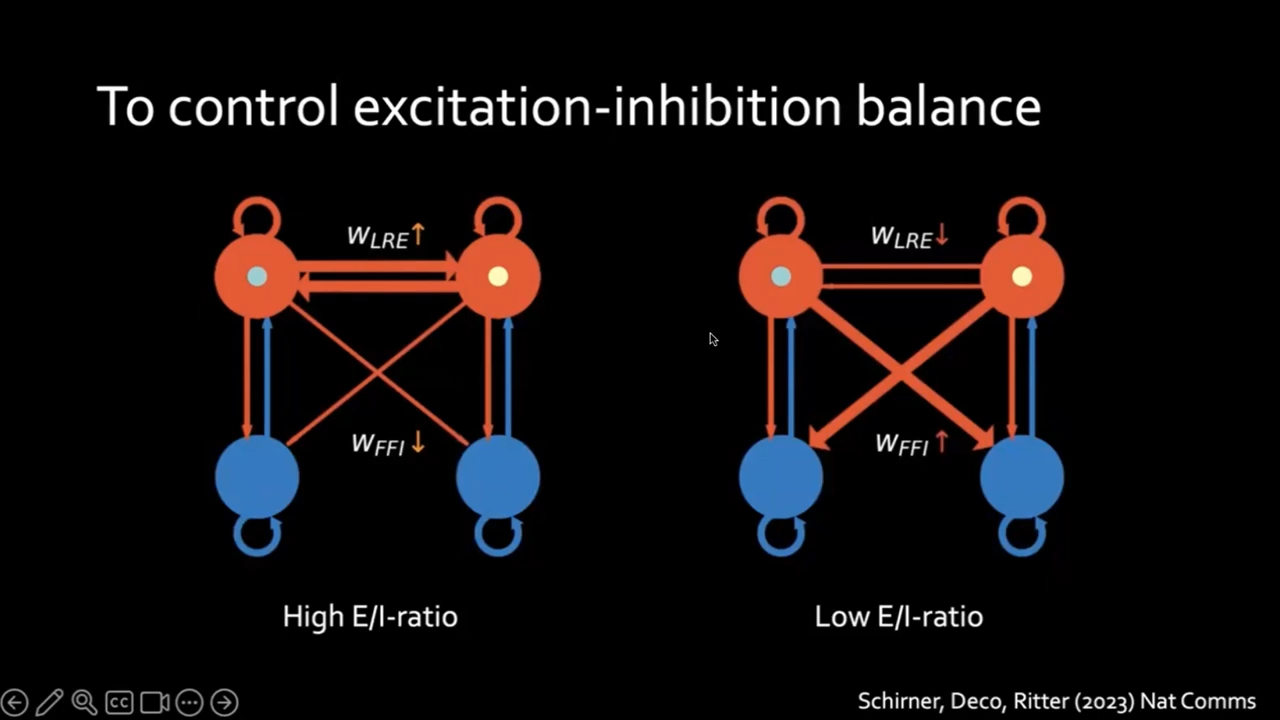 To control excitation-inhibition balance
wLRE↑
wLRE↓
wFFI↓
wFFI↑
High E/I-ratio
Low E/I-ratio
CC
Schirner, Deco, Ritter (2023) Nat Comms